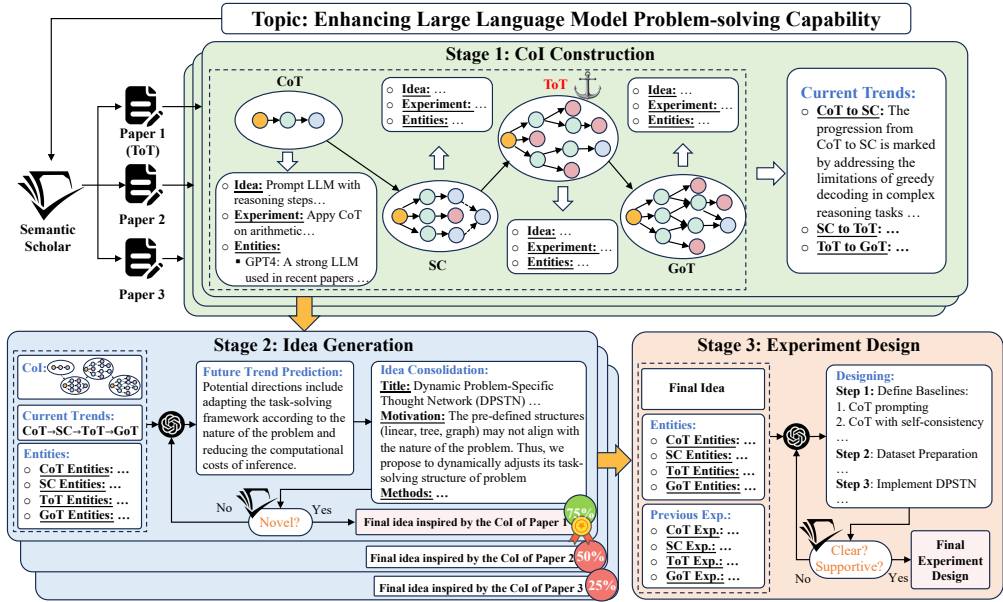 Topic: Enhancing Large Language Model Problem-solving Capability
Stage 1: CoI Construction
Semantic
Scholar
Paper 1
(ToT)
Paper 2
Paper 3
CoT
○ Idea: Prompt LLM with
reasoning steps…
○ Experiment: Appy CoT
on arithmetic…
○ Entities:
▪ GPT4: A strong LLM
used in recent papers …
○ Idea: …
○ Experiment: …
○ Entities: …
SC
ToT
○ Idea: …
○ Experiment: …
○ Entities: …
○ Idea: …
○ Experiment: …
○ Entities: …
GoT
Current Trends:
○ CoT to SC: The
progression from
CoT to SC is marked
by addressing the
limitations of greedy
decoding in complex
reasoning tasks …
○ SC to ToT: …
○ ToT to GoT: …
Stage 2: Idea Generation
CoI:
Current Trends:
CoT→SC→ToT→GoT
Entities:
○ CoT Entities: …
○ SC Entities: …
○ ToT Entities: …
○ GoT Entities: …
Future Trend Prediction:
Potential directions include
adapting the task-solving
framework according to the
nature of the problem and
reducing the computational
costs of inference.
Idea Consolidation:
Title: Dynamic Problem-Specific
Thought Network (DPSTN) …
Motivation: The pre-defined structures
(linear, tree, graph) may not align with
the nature of the problem. Thus, we
propose to dynamically adjusts its task-
solving structure of problem
Methods: …
No
Novel?
Yes
Final idea inspired by the CoI of Paper 1
75%
Final idea inspired by the CoI of Paper 2
50%
Final idea inspired by the CoI of Paper 3
25%
Stage 3: Experiment Design
Final Idea
Entities:
○ CoT Entities: …
○ SC Entities: …
○ ToT Entities: …
○ GoT Entities: …
Previous Exp.:
○ CoT Exp.: …
○ SC Exp.: …
○ ToT Exp.: …
○ GoT Exp.: …
Designing:
Step 1: Define Baselines:
1. CoT prompting
2. CoT with self-consistency
…
Step 2: Dataset Preparation
…
Step 3: Implement DPSTN
…
No
Clear?
Supportive?
Yes
Final
Experiment
Design